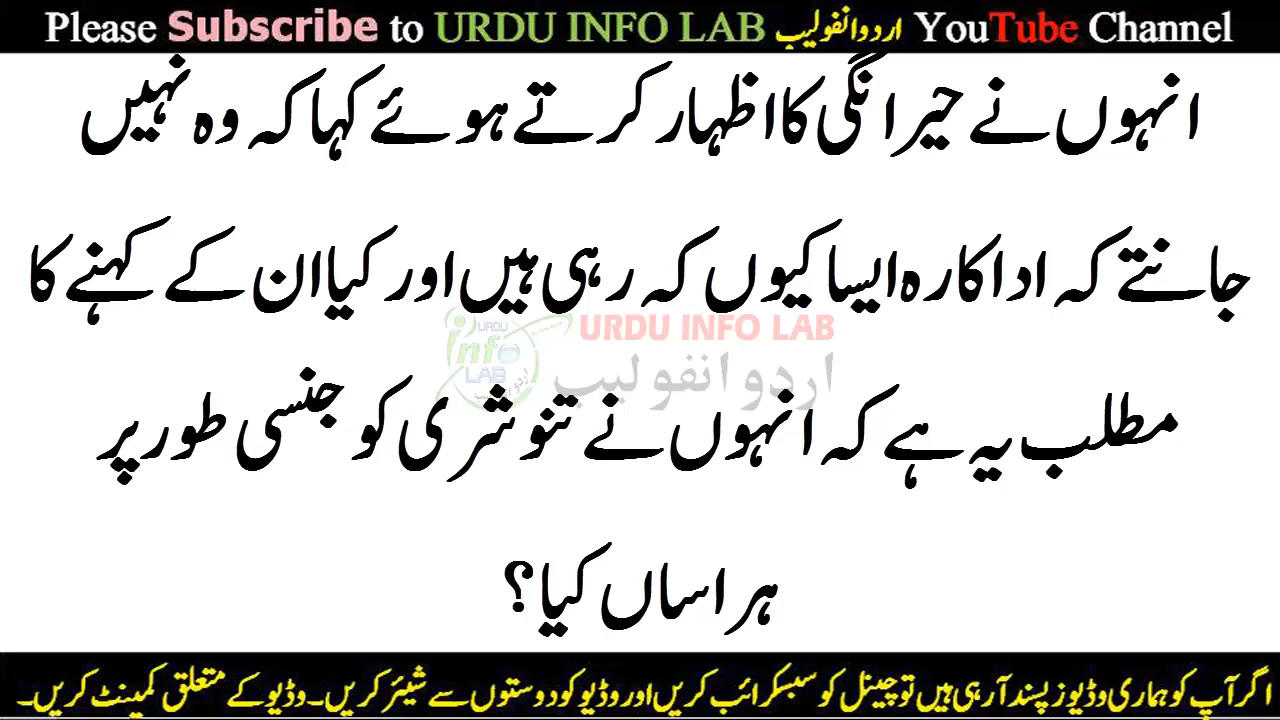 Please Subscribe to URDU INFO LAB اردوانفولیب YouTube Channel
انہوں نے حیرانگی کا اظہار کرتے ہوئے کہا کہ وہ نہیں
جانتے کہ اداکارہ ایسا کیوں کہ رہی ہیں اور کیا ان کے کہنے کا
URDU INFO LAB
URDU info LAB
اردوانفولیب
مطلب یہ ہے کہ انہوں نے تنوشری کو جنسی طور پر
ہراساں کیا؟
اگر آپ کو ہماری وڈیوز پسند آرہی ہیں تو چینل کو سبسکرائب کریں اور وڈیو کو دوستوں سے شیئر کریں۔ وڈیو کے متعلق کمینٹ کریں۔